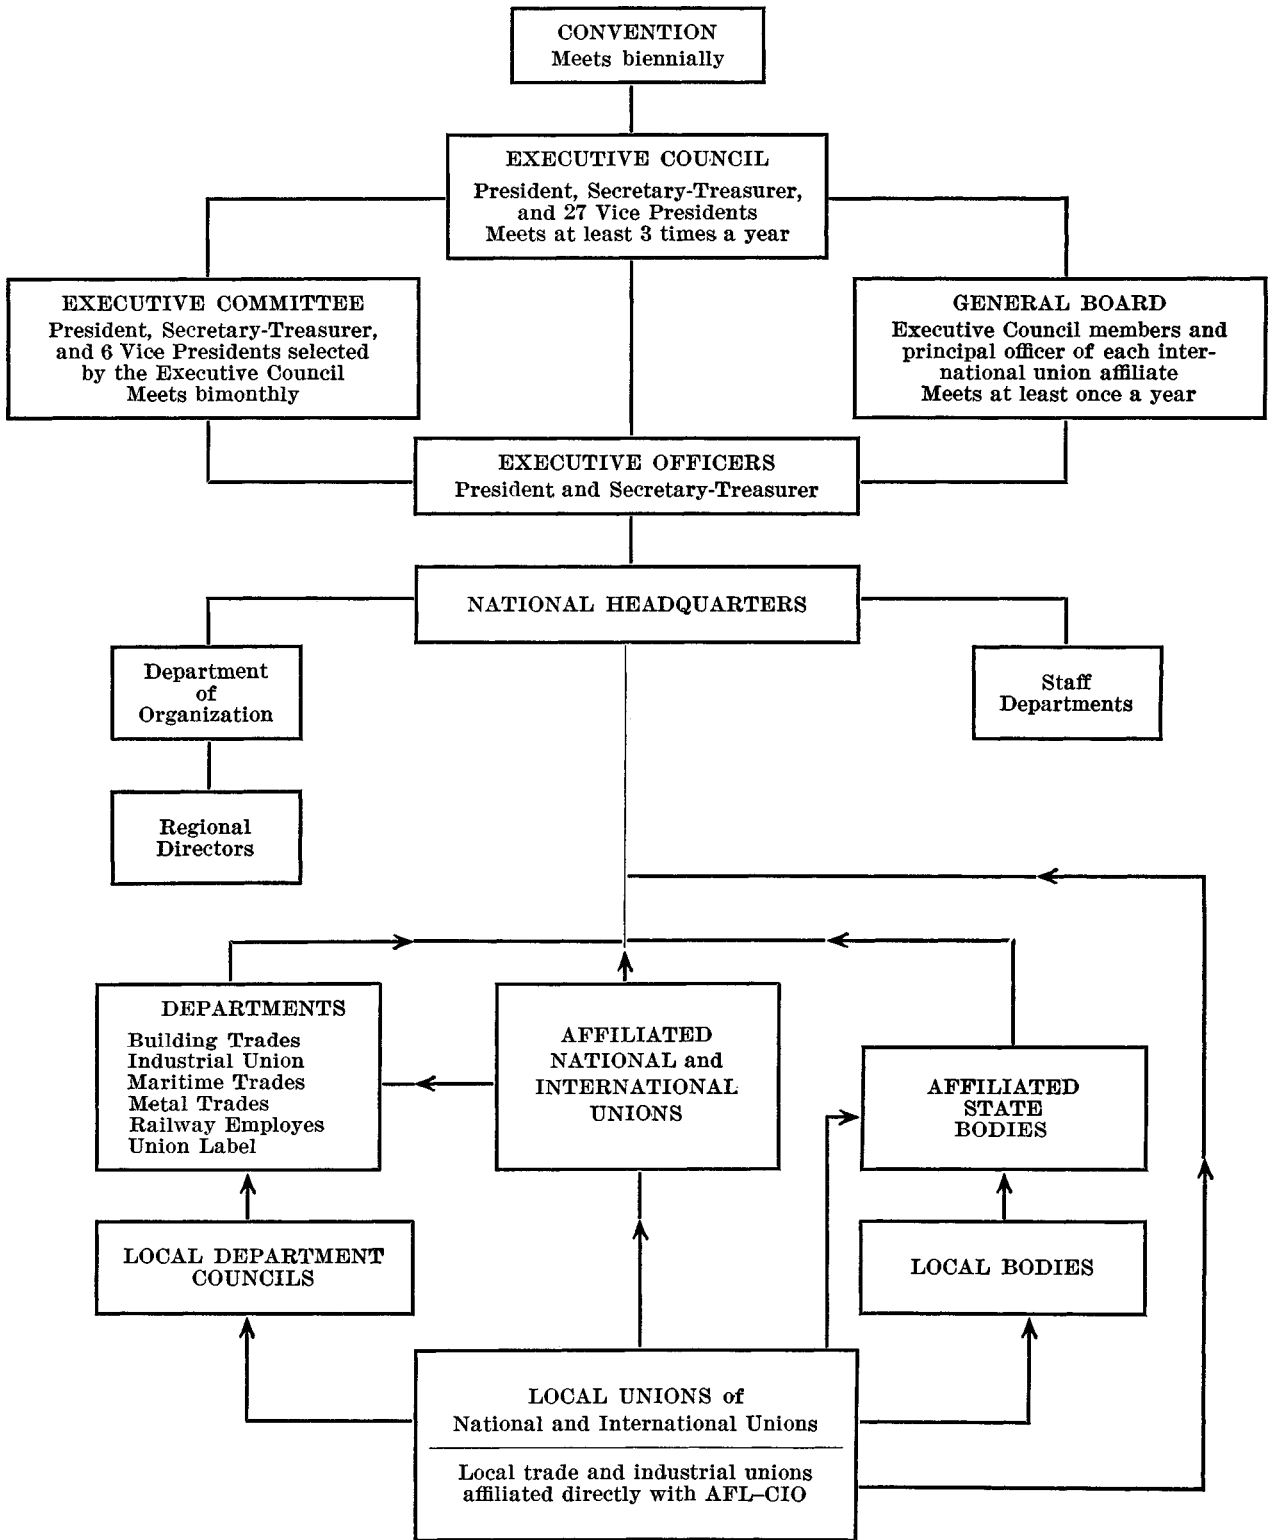 CONVENTION
Meets biennially
EXECUTIVE COUNCIL
President, Secretary-Treasurer,
and 27 Vice Presidents
Meets at least 3 times a year
EXECUTIVE COMMITTEE
President, Secretary-Treasurer,
and 6 Vice Presidents selected
by the Executive Council
Meets bimonthly
GENERAL BOARD
Executive Council members and
principal officer of each inter-
national union affiliate
Meets at least once a year
EXECUTIVE OFFICERS
President and Secretary-Treasurer
NATIONAL HEADQUARTERS
Department
of
Organization
Staff
Departments
Regional
Directors
DEPARTMENTS
Building Trades
Industrial Union
Maritime Trades
Metal Trades
Railway Employes
Union Label
AFFILIATED
NATIONAL and
INTERNATIONAL
UNIONS
AFFILIATED
STATE
BODIES
LOCAL DEPARTMENT
COUNCILS
LOCAL BODIES
LOCAL UNIONS of
National and International Unions
Local trade and industrial unions
affiliated directly with AFL–CIO